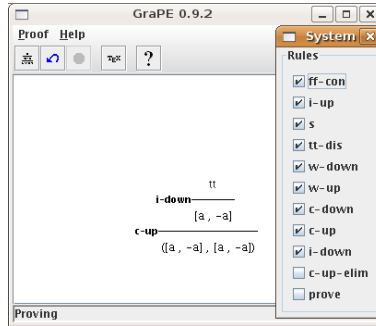 GraPE 0.9.2
Proof Help
TEX ?
tt
i-down
[a , -a]
c-up
([a , -a] , [a , -a])
Proving
System
Rules
ff-con
i-up
s
tt-dis
w-down
w-up
c-down
c-up
i-down
c-up-elim
prove